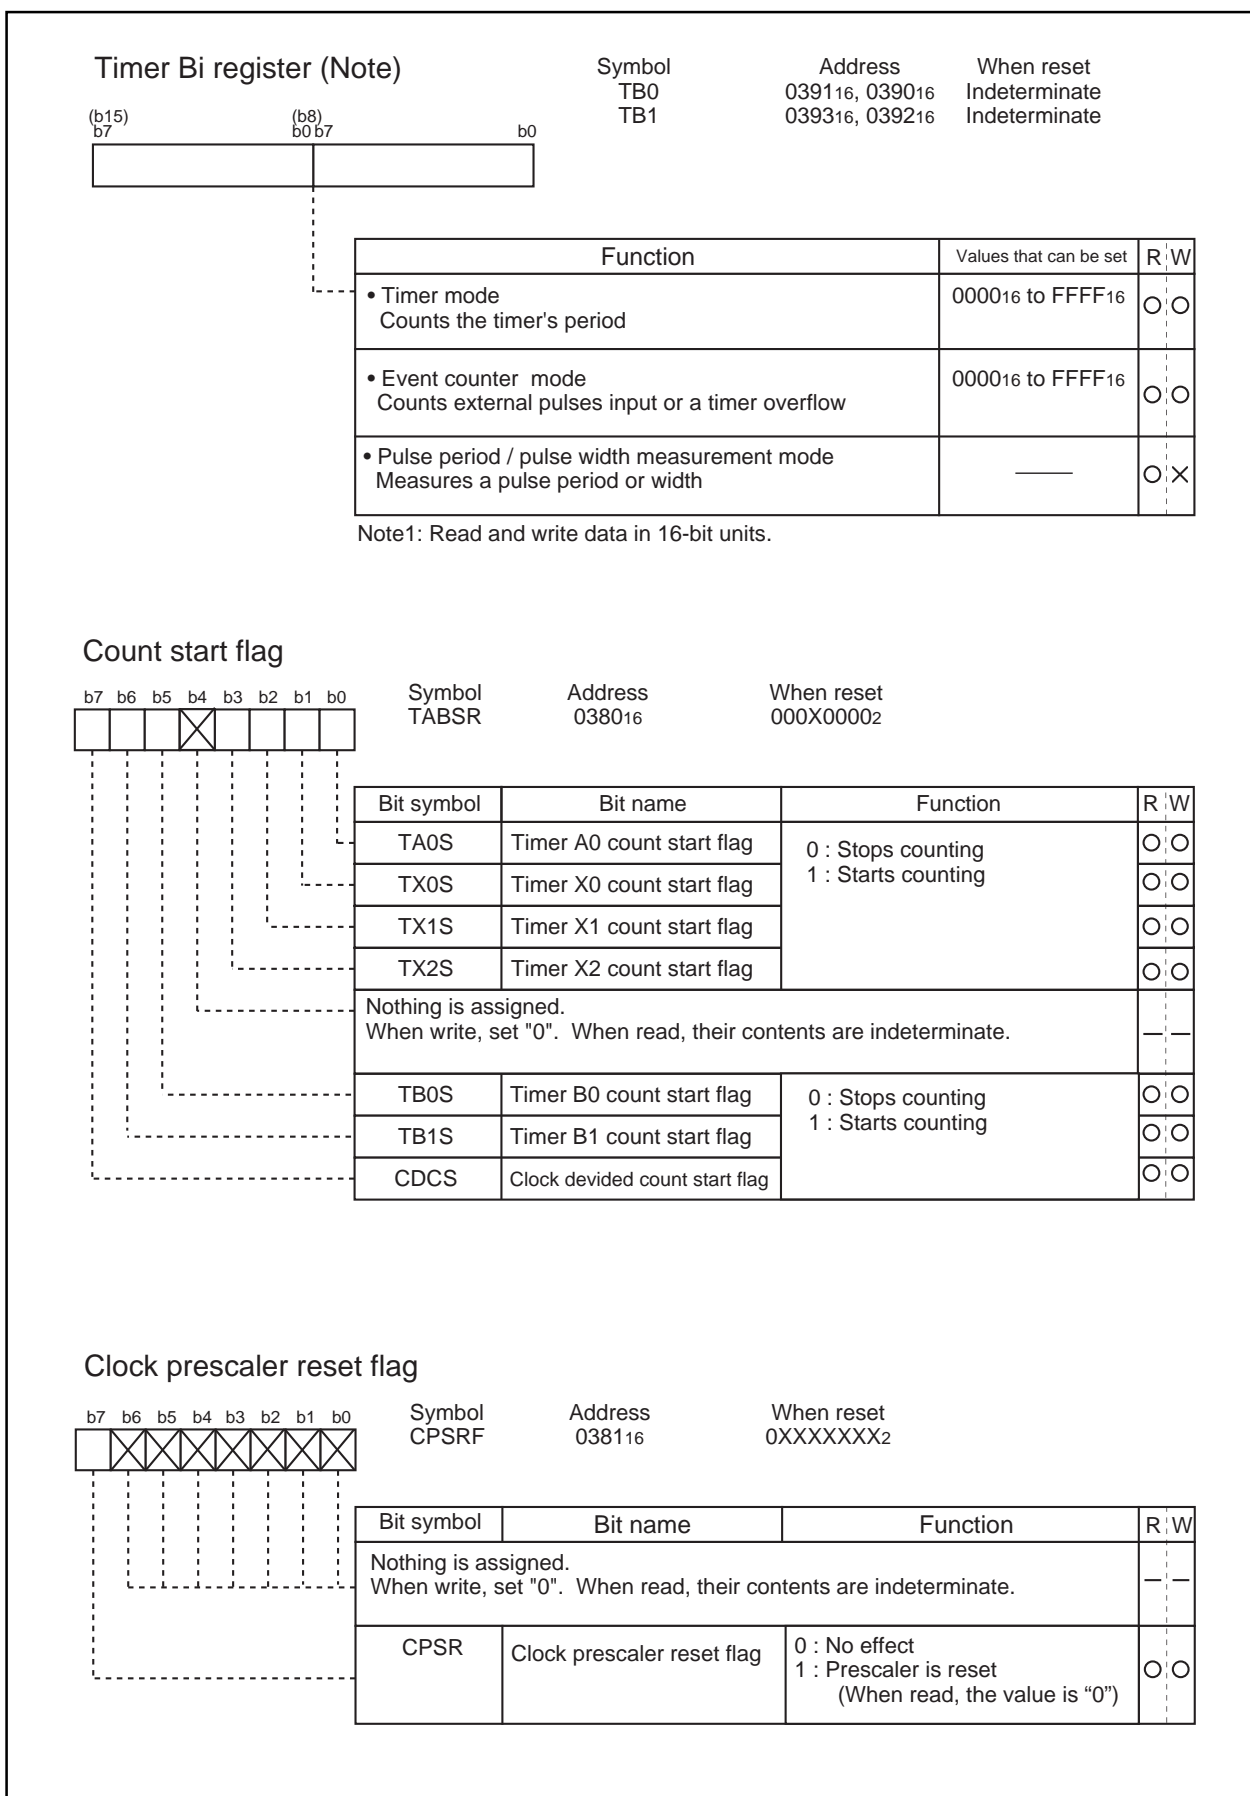 Timer Bi register (Note)
Symbol Address When reset
TB0 039116, 039016 Indeterminate
TB1 039316, 039216 Indeterminate
(b15) (b8)
b7 b0 b7 b0
Function Values that can be set R W
• Timer mode 000016 to FFFF16
Counts the timer's period
• Event counter mode 000016 to FFFF16
Counts external pulses input or a timer overflow
• Pulse period / pulse width measurement mode
Measures a pulse period or width
Note1: Read and write data in 16-bit units.
Count start flag
b7 b6 b5 b4 b3 b2 b1 b0
Symbol Address When reset
TABSR 038016 000X00002
Bit symbol Bit name Function R W
TA0S Timer A0 count start flag 0 : Stops counting
1 : Starts counting
TX0S Timer X0 count start flag
TX1S Timer X1 count start flag
TX2S Timer X2 count start flag
Nothing is assigned.
When write, set "0". When read, their contents are indeterminate.
TB0S Timer B0 count start flag 0 : Stops counting
1 : Starts counting
TB1S Timer B1 count start flag
CDCS Clock devided count start flag
Clock prescaler reset flag
b7 b6 b5 b4 b3 b2 b1 b0
Symbol Address When reset
CPSRF 038116 0XXXXXXX2
Bit symbol Bit name Function R W
Nothing is assigned.
When write, set "0". When read, their contents are indeterminate.
CPSR Clock prescaler reset flag 0 : No effect
1 : Prescaler is reset
(When read, the value is “0”)